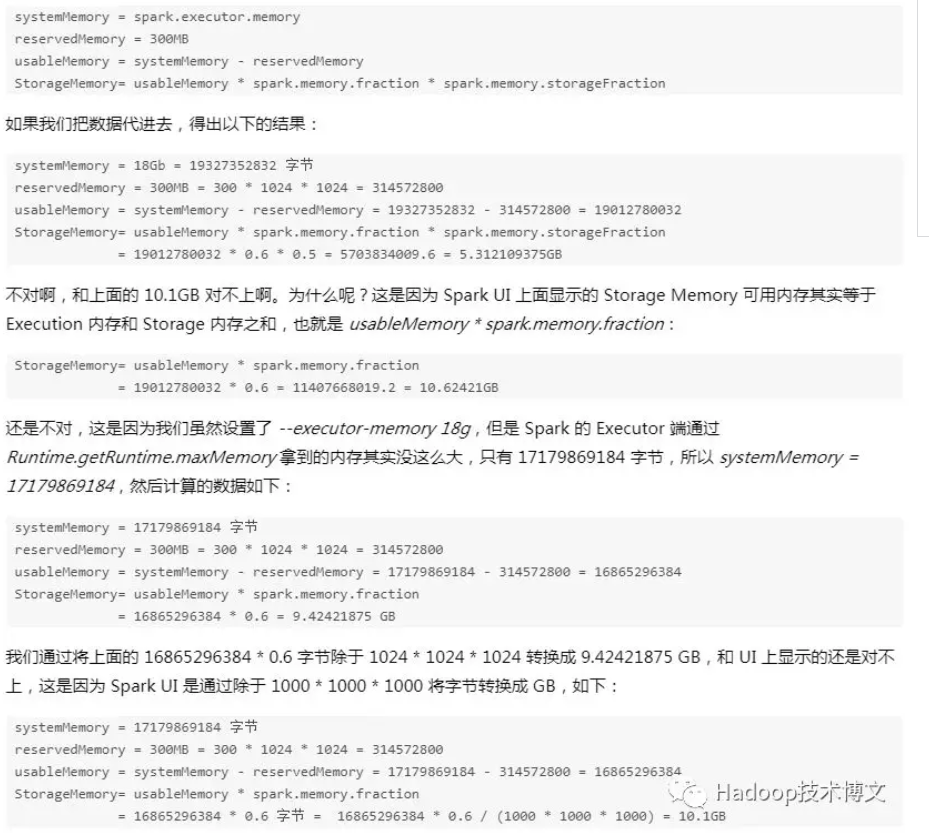 systemMemory = spark.executor.memory
reservedMemory = 300MB
usableMemory = systemMemory - reservedMemory
StorageMemory= usableMemory * spark.memory.fraction * spark.memory.storageFraction
如果我们把数据代进去，得出以下的结果：
systemMemory = 18Gb = 19327352832 字节
reservedMemory = 300MB = 300 * 1024 * 1024 = 314572800
usableMemory = systemMemory - reservedMemory = 19327352832 - 314572800 = 19012780032
StorageMemory= usableMemory * spark.memory.fraction * spark.memory.storageFraction
= 19012780032 * 0.6 * 0.5 = 5703834009.6 = 5.312109375GB
不对啊，和上面的 10.1GB 对不上啊。为什么呢？这是因为 Spark UI 上面显示的 Storage Memory 可用内存其实等于
Execution 内存和 Storage 内存之和，也就是 usableMemory * spark.memory.fraction：
StorageMemory= usableMemory * spark.memory.fraction
= 19012780032 * 0.6 = 11407668019.2 = 10.62421GB
还是不对，这是因为我们虽然设置了 --executor-memory 18g，但是 Spark 的 Executor 端通过
Runtime.getRuntime.maxMemory 拿到的内存其实没这么大，只有 17179869184 字节，所以 systemMemory =
17179869184，然后计算的数据如下：
systemMemory = 17179869184 字节
reservedMemory = 300MB = 300 * 1024 * 1024 = 314572800
usableMemory = systemMemory - reservedMemory = 17179869184 - 314572800 = 16865296384
StorageMemory= usableMemory * spark.memory.fraction
= 16865296384 * 0.6 = 9.42421875 GB
我们通过将上面的 16865296384 * 0.6 字节除于 1024 * 1024 * 1024 转换成 9.42421875 GB，和 UI 上显示的还是对不
上，这是因为 Spark UI 是通过除于 1000 * 1000 * 1000 将字节转换成 GB，如下：
systemMemory = 17179869184 字节
reservedMemory = 300MB = 300 * 1024 * 1024 = 314572800
usableMemory = systemMemory - reservedMemory = 17179869184 - 314572800 = 16865296384
StorageMemory= usableMemory * spark.memory.fraction
= 16865296384 * 0.6 字节 = 16865296384 * 0.6 / (1000 * 1000 * 1000) = 10.1GB
Hadoop技术博文